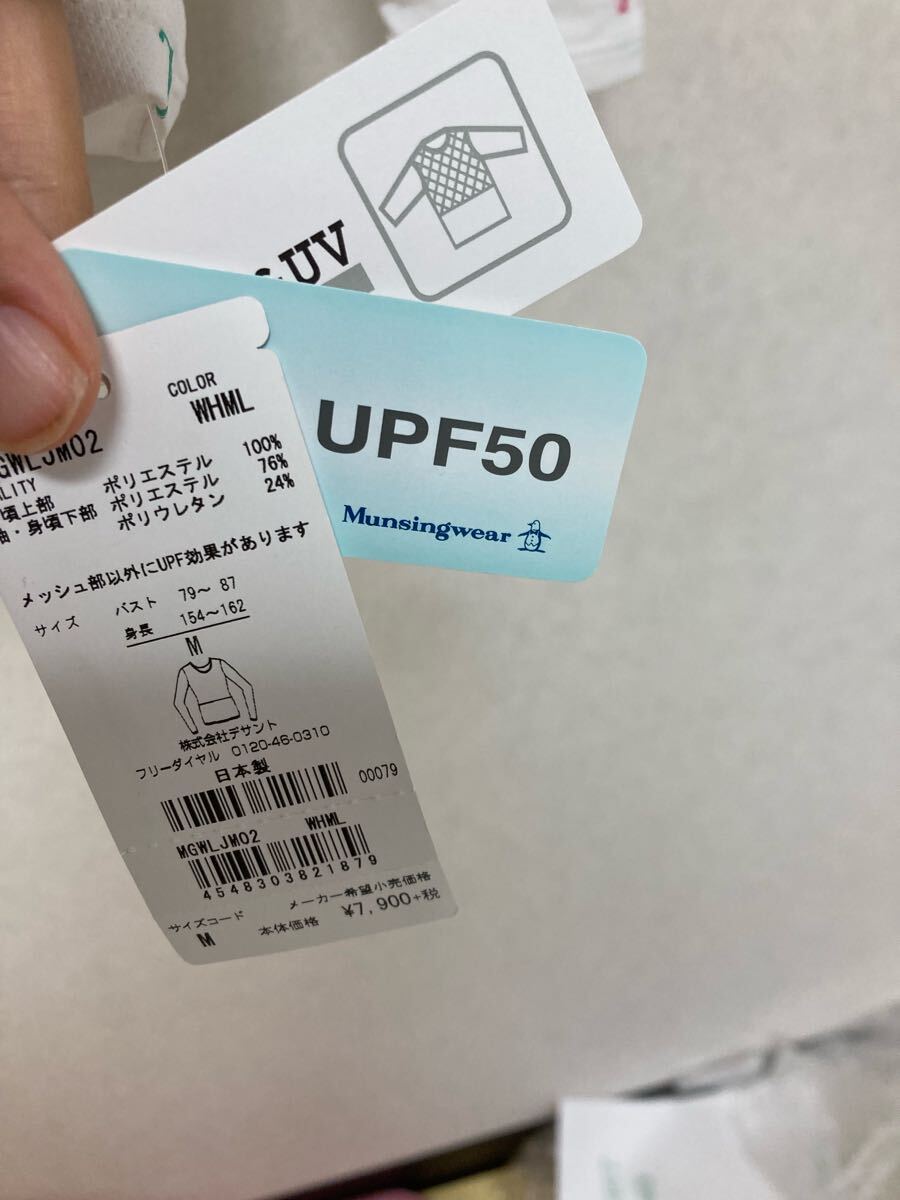 UV
UPF50
Munsingwear
COLOR
WHML
GWLJM02
ポリエステル 100%
頃上部 ポリエステル 76%
袖・身頃下部 ポリウレタン 24%
メッシュ部以外にUPF効果があります
サイズ バスト 79〜 87
身長 154〜162
M
株式会社デサント
フリーダイヤル 0120-46-0310
日本製
00079
MGWLJM02 WHML
4548303821879
メーカー希望小売価格
サイズコード 本体価格 ¥7,900+税
M